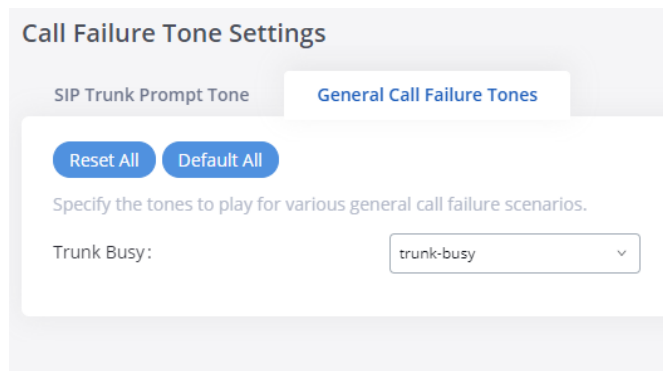 Call Failure Tone Settings
SIP Trunk Prompt Tone General Call Failure Tones
Reset All Default All
Specify the tones to play for various general call failure scenarios.
Trunk Busy: trunk-busy